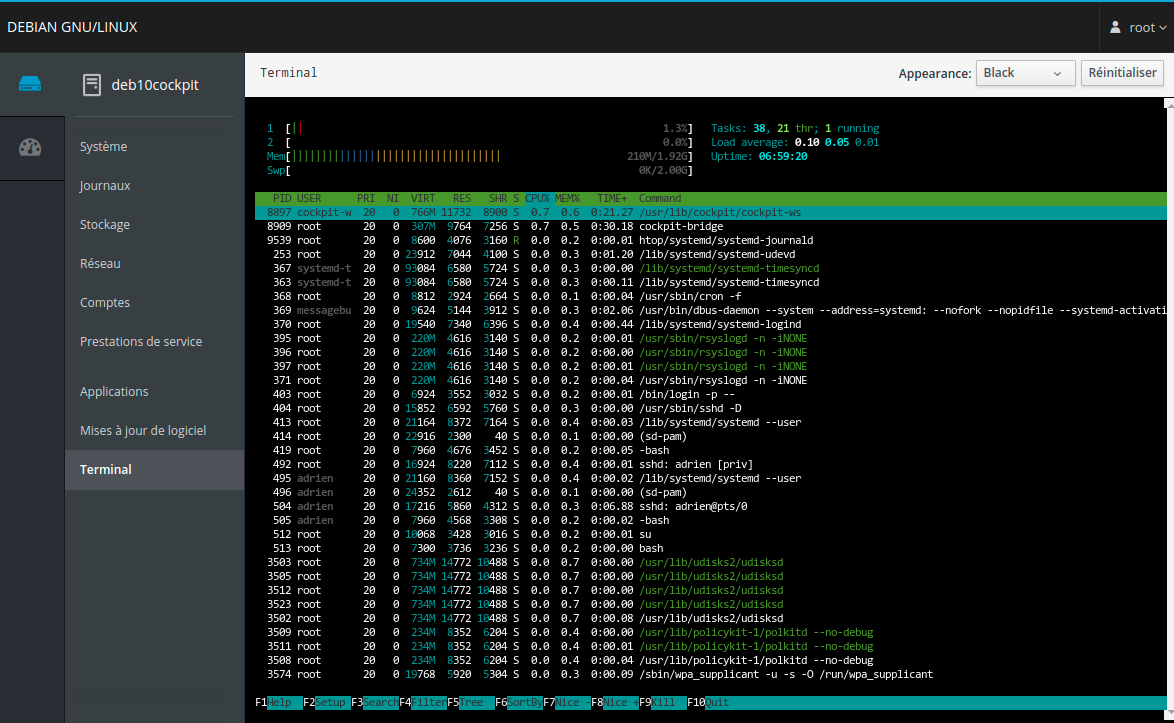 DEBIAN GNU/LINUX
root
deb10cockpit
Système
Journaux
Stockage
Réseau
Comptes
Prestations de service
Applications
Mises à jour de logiciel
Terminal
Terminal
Appearance: Black Réinitialiser
1 [|| 1.3%] Tasks: 38, 21 thr; 1 running
2 [ 0.0%] Load average: 0.10 0.05 0.01
Mem[||||||||||||||||||||||||||||||||||| 210M/1.92G] Uptime: 06:59:20
Swp[ 0K/2.00G]
PID USER PRI NI VIRT RES SHR S CPU% MEM% TIME+ Command
8897 cockpit-w 20 0 766M 11732 8900 S 0.7 0.6 0:21.27 /usr/lib/cockpit/cockpit-ws
8909 root 20 0 307M 9764 7256 S 0.7 0.5 0:30.18 cockpit-bridge
9539 root 20 0 8600 4076 3160 R 0.0 0.2 0:00.01 htop/systemd/systemd-journald
253 root 20 0 23912 7044 4100 S 0.0 0.3 0:01.20 /lib/systemd/systemd-udevd
367 systemd-t 20 0 93084 6580 5724 S 0.0 0.3 0:00.00 /lib/systemd/systemd-timesyncd
363 systemd-t 20 0 93084 6580 5724 S 0.0 0.3 0:00.11 /lib/systemd/systemd-timesyncd
368 root 20 0 8812 2924 2664 S 0.0 0.1 0:00.04 /usr/sbin/cron -f
369 messagebu 20 0 9624 5144 3912 S 0.0 0.3 0:02.06 /usr/bin/dbus-daemon --system --address=systemd: --nofork --nopidfile --systemd-activati
370 root 20 0 19540 7340 6396 S 0.0 0.4 0:00.44 /lib/systemd/systemd-logind
395 root 20 0 220M 4616 3140 S 0.0 0.2 0:00.01 /usr/sbin/rsyslogd -n -iNONE
396 root 20 0 220M 4616 3140 S 0.0 0.2 0:00.00 /usr/sbin/rsyslogd -n -iNONE
397 root 20 0 220M 4616 3140 S 0.0 0.2 0:00.01 /usr/sbin/rsyslogd -n -iNONE
371 root 20 0 220M 4616 3140 S 0.0 0.2 0:00.04 /usr/sbin/rsyslogd -n -iNONE
403 root 20 0 6924 3552 3032 S 0.0 0.2 0:00.01 /bin/login -p --
404 root 20 0 15852 6592 5760 S 0.0 0.3 0:00.00 /usr/sbin/sshd -D
413 root 20 0 21164 8372 7164 S 0.0 0.4 0:00.03 /lib/systemd/systemd --user
414 root 20 0 22916 2300 40 S 0.0 0.1 0:00.00 (sd-pam)
419 root 20 0 7960 4676 3452 S 0.0 0.2 0:00.05 -bash
492 root 20 0 16924 8220 7112 S 0.0 0.4 0:00.01 sshd: adrien [priv]
495 adrien 20 0 21160 8360 7152 S 0.0 0.4 0:00.02 /lib/systemd/systemd --user
496 adrien 20 0 24352 2612 40 S 0.0 0.1 0:00.00 (sd-pam)
504 adrien 20 0 17216 5860 4312 S 0.0 0.3 0:06.88 sshd: adrien@pts/0
505 adrien 20 0 7960 4568 3308 S 0.0 0.2 0:00.02 -bash
512 root 20 0 10068 3428 3016 S 0.0 0.2 0:00.01 su
513 root 20 0 7300 3736 3236 S 0.0 0.2 0:00.00 bash
3503 root 20 0 734M 14772 10488 S 0.0 0.7 0:00.00 /usr/lib/udisks2/udisksd
3505 root 20 0 734M 14772 10488 S 0.0 0.7 0:00.00 /usr/lib/udisks2/udisksd
3512 root 20 0 734M 14772 10488 S 0.0 0.7 0:00.00 /usr/lib/udisks2/udisksd
3523 root 20 0 734M 14772 10488 S 0.0 0.7 0:00.00 /usr/lib/udisks2/udisksd
3502 root 20 0 734M 14772 10488 S 0.0 0.7 0:00.08 /usr/lib/udisks2/udisksd
3509 root 20 0 234M 8352 6204 S 0.0 0.4 0:00.00 /usr/lib/policykit-1/polkitd --no-debug
3511 root 20 0 234M 8352 6204 S 0.0 0.4 0:00.01 /usr/lib/policykit-1/polkitd --no-debug
3508 root 20 0 234M 8352 6204 S 0.0 0.4 0:00.04 /usr/lib/policykit-1/polkitd --no-debug
3574 root 20 0 19768 5920 5304 S 0.0 0.3 0:00.09 /sbin/wpa_supplicant -u -s -O /run/wpa_supplicant
F1Help F2Setup F3SearchF4FilterF5Tree F6SortByF7Nice -F8Nice +F9Kill F10Quit